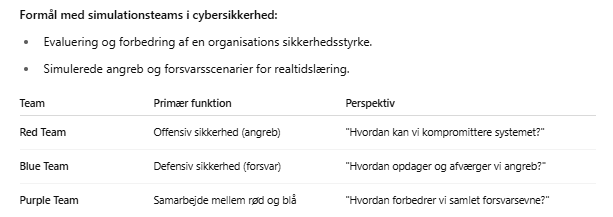 Formål med simulationsteams i cybersikkerhed:
• Evaluering og forbedring af en organisations sikkerhedsstyrke.
• Simulerede angreb og forsvarsscenarier for realtidslæring.
Team Primær funktion Perspektiv
Red Team Offensiv sikkerhed (angreb) "Hvordan kan vi kompromittere systemet?"
Blue Team Defensiv sikkerhed (forsvar) "Hvordan opdager og afværger vi angreb?"
Purple Team Samarbejde mellem rød og blå "Hvordan forbedrer vi samlet forsvarsevne?"